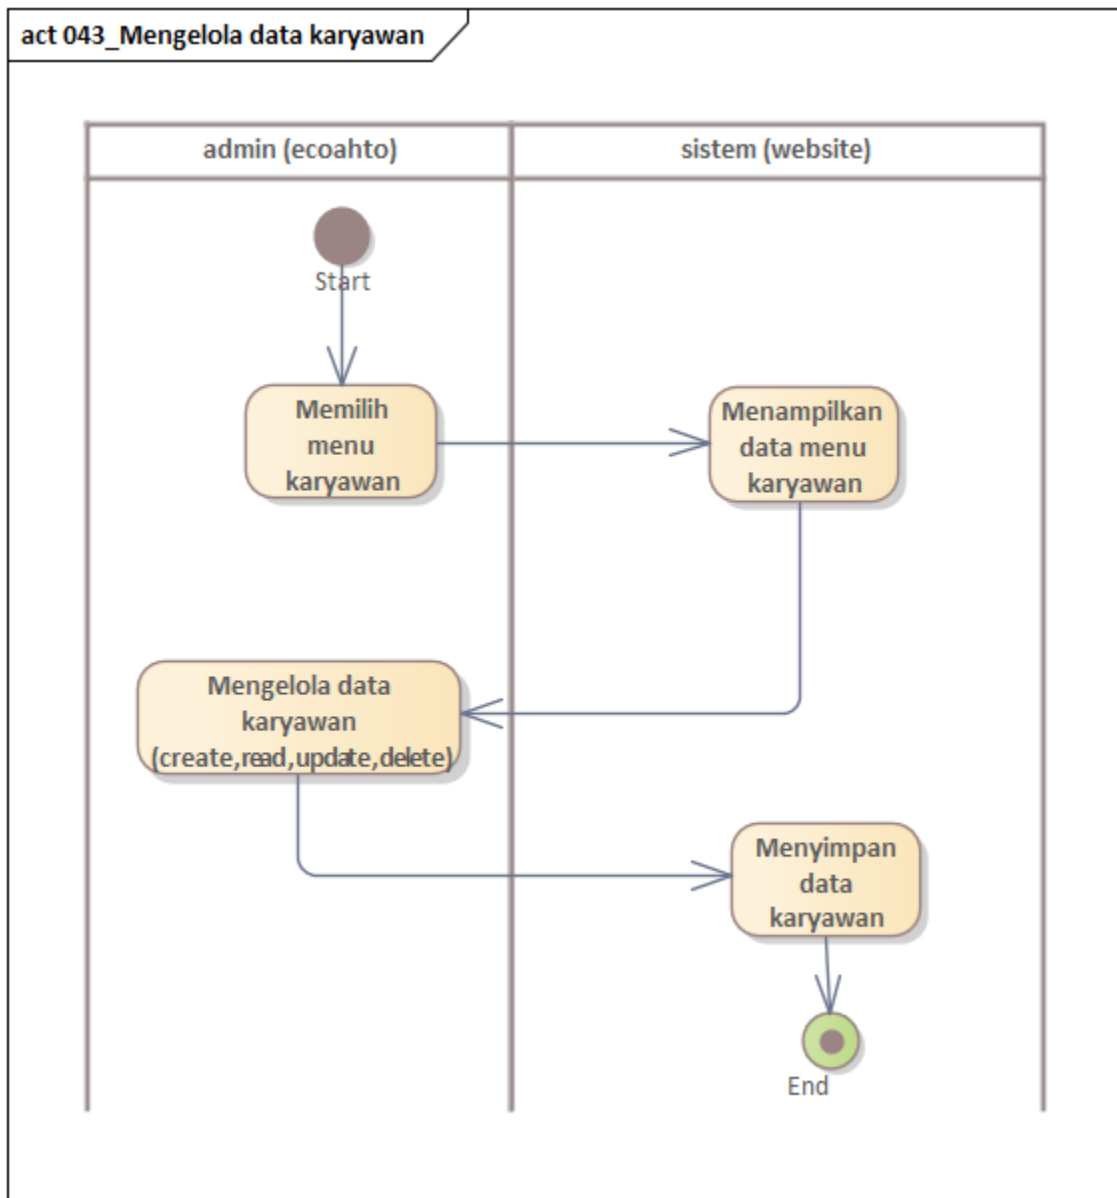 act 043_Mengelola data karyawan
admin (ecoahto)
sistem (website)
Start
Memilih
menu
karyawan
Menampilkan
data menu
karyawan
Mengelola data
karyawan
(create,read,update,delete)
Menyimpan
data
karyawan
End